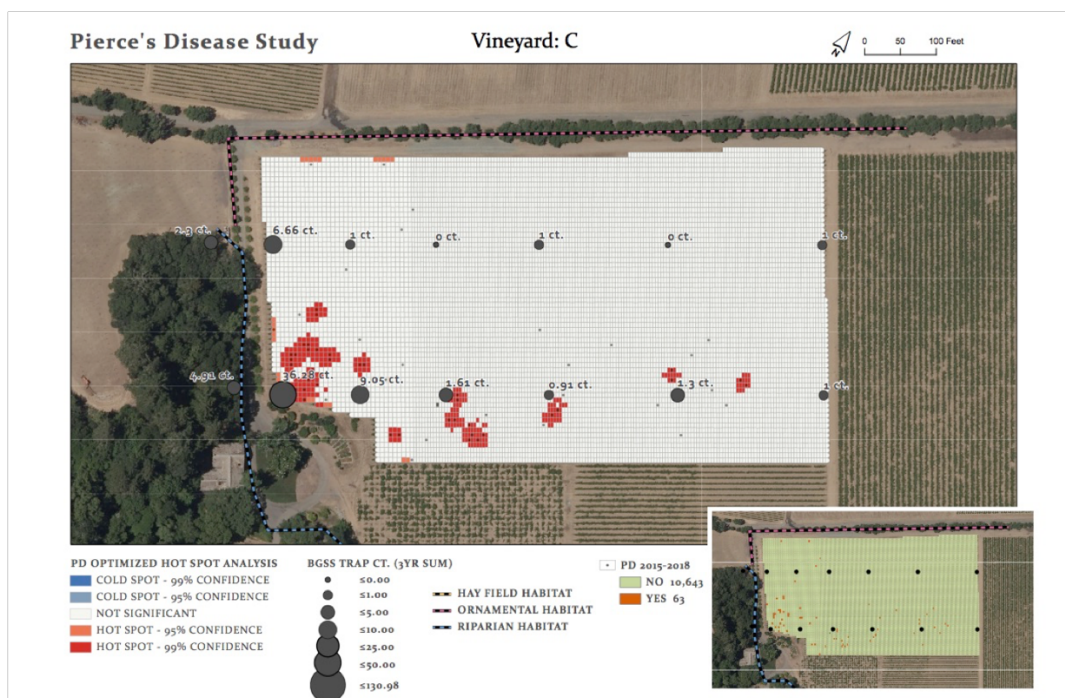 Pierce's Disease Study
Vineyard: C
0 50 100 Feet
N
2.3 ct.
6.66 ct.
1 ct.
0 ct.
1 ct.
0 ct.
1 ct.
4.91 ct.
36.28 ct.
9.05 ct.
1.61 ct.
0.91 ct.
1.3 ct.
1 ct.
PD OPTIMIZED HOT SPOT ANALYSIS
COLD SPOT - 99% CONFIDENCE
COLD SPOT - 95% CONFIDENCE
NOT SIGNIFICANT
HOT SPOT - 95% CONFIDENCE
HOT SPOT - 99% CONFIDENCE
BGSS TRAP CT. (3YR SUM)
≤0.00
≤1.00
≤5.00
≤10.00
≤25.00
≤50.00
≤130.98
HAY FIELD HABITAT
ORNAMENTAL HABITAT
RIPARIAN HABITAT
PD 2015-2018
NO 10,643
YES 63